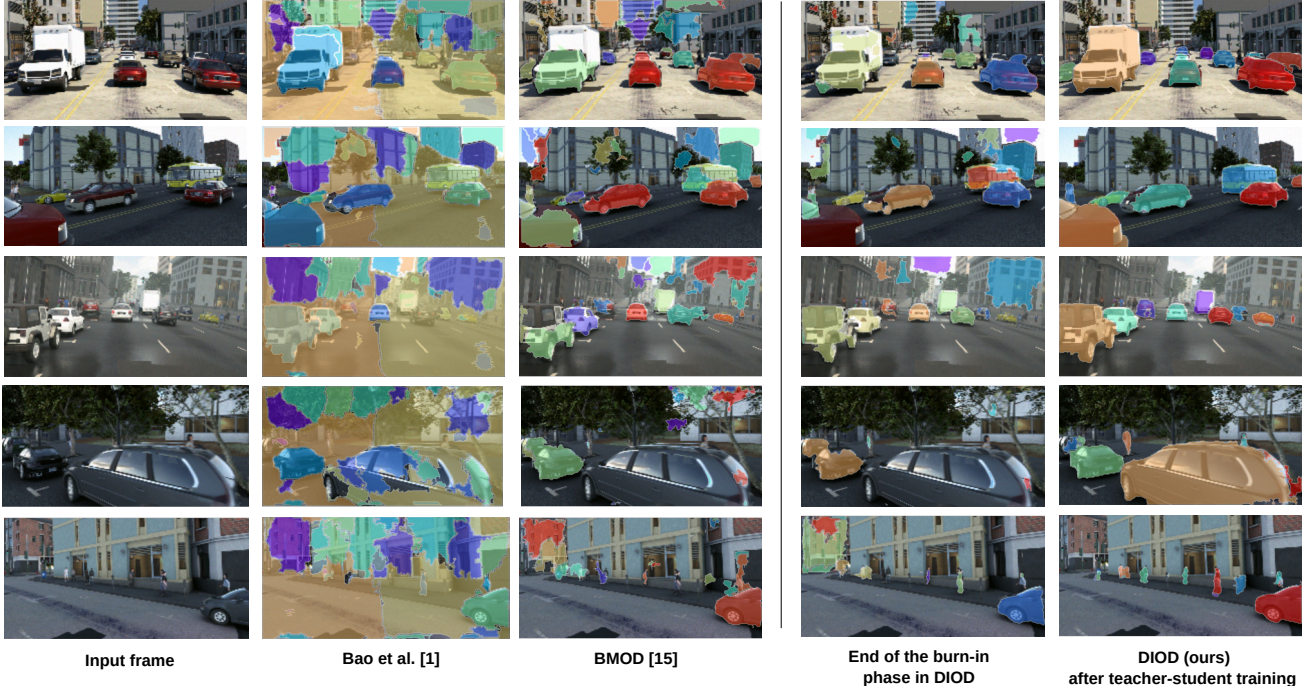 Input frame
Bao et al. [1]
BMOD [15]
End of the burn-in
phase in DIOD
DIOD (ours)
after teacher-student training